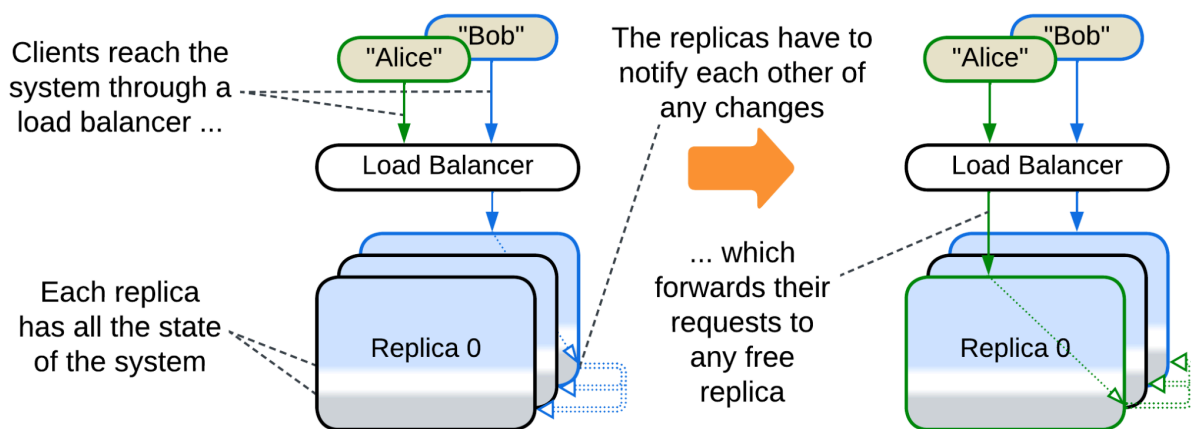 Clients reach the
system through a
load balancer ...
"Bob"
"Alice"
Load Balancer
Each replica
has all the state
of the system
Replica 0
The replicas have to
notify each other of
any changes
... which
forwards their
requests to
any free
replica
"Bob"
"Alice"
Load Balancer
Replica 0